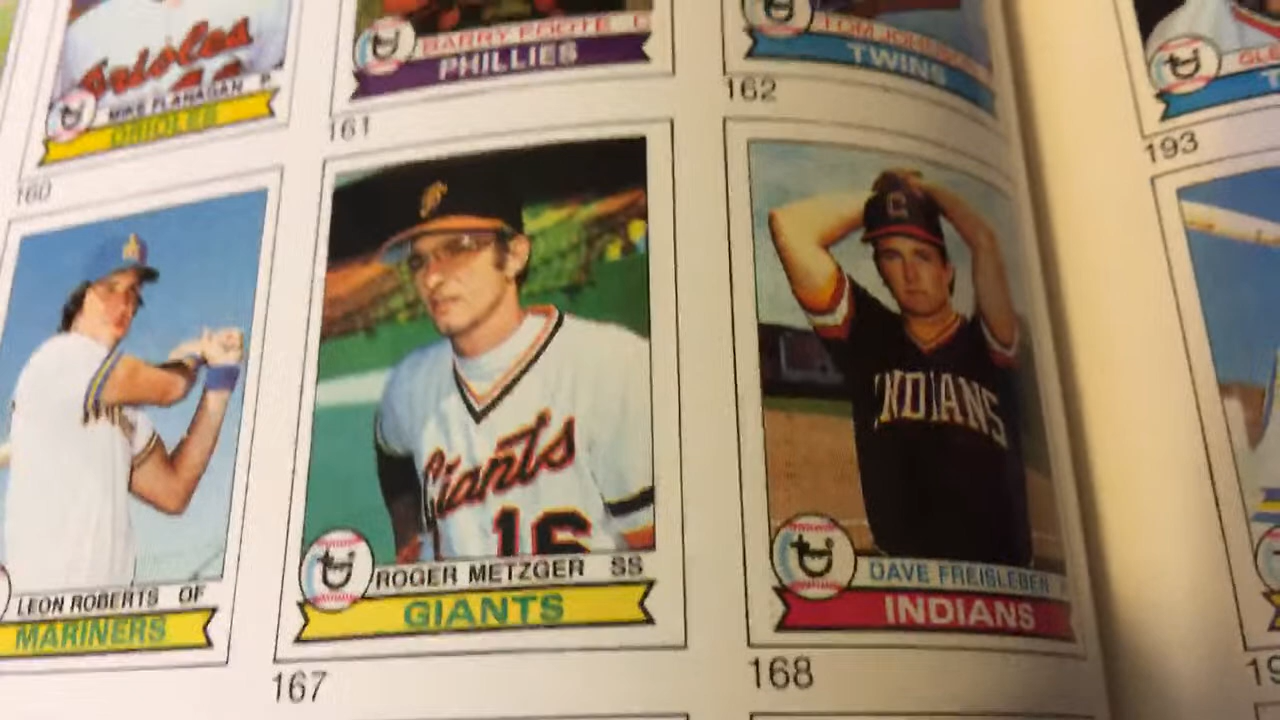 Orioles
MIKE FLANAGAN P
ORIOLES
160
BARRY FOOTE C
PHILLIES
161
TWINS
162
193
LEON ROBERTS OF
MARINERS
Giants
16
ROGER METZGER SS
GIANTS
167
C
INDIANS
DAVE FREISLEBEN P
INDIANS
168